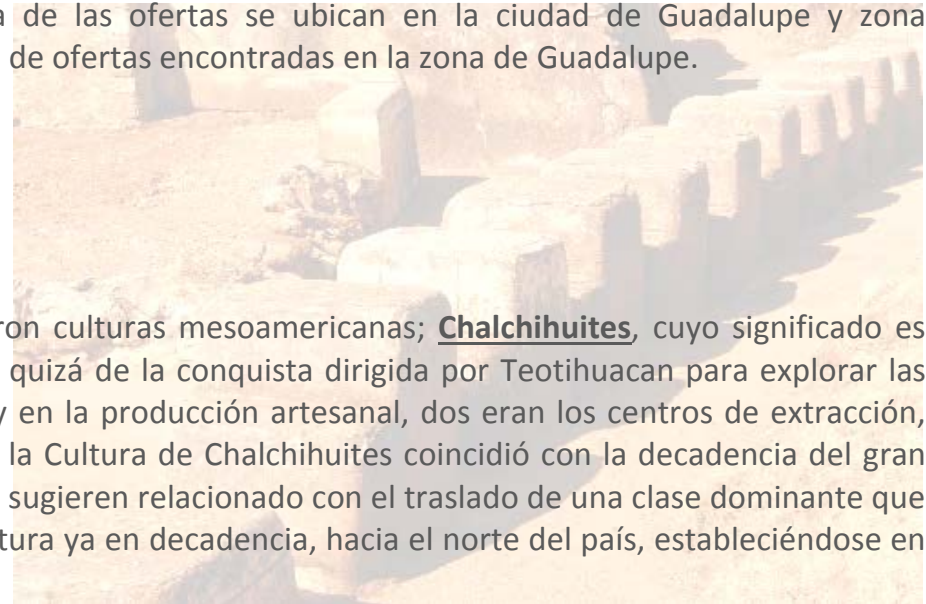 a de las ofertas se ubican en la ciudad de Guadalupe y zona
de ofertas encontradas en la zona de Guadalupe.
ron culturas mesoamericanas; Chalchihuites, cuyo significado es
quizá de la conquista dirigida por Teotihuacan para explorar las
y en la producción artesanal, dos eran los centros de extracción,
la Cultura de Chalchihuites coincidió con la decadencia del gran
sugieren relacionado con el traslado de una clase dominante que
tura ya en decadencia, hacia el norte del país, estableciéndose en